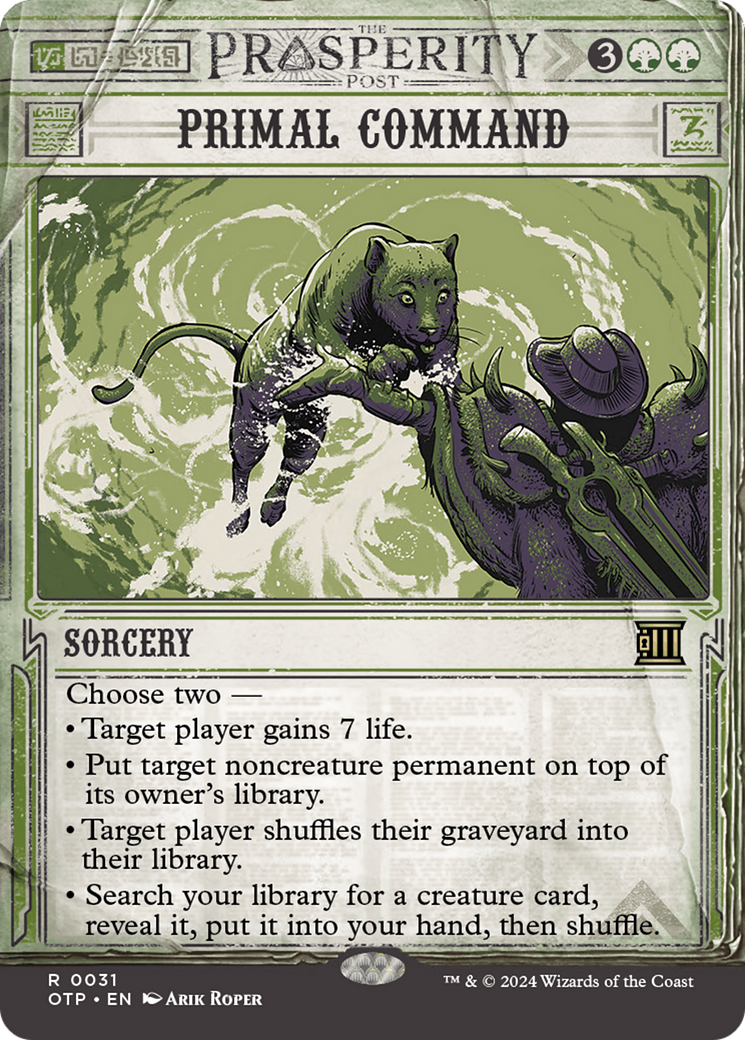 THE
PROSPERITY
POST
3
PRIMAL COMMAND
SORCERY
Choose two —
• Target player gains 7 life.
• Put target noncreature permanent on top of
its owner's library.
• Target player shuffles their graveyard into
their library.
• Search your library for a creature card,
reveal it, put it into your hand, then shuffle.
R 0031
OTP • EN Arik Roper
™ & © 2024 Wizards of the Coast